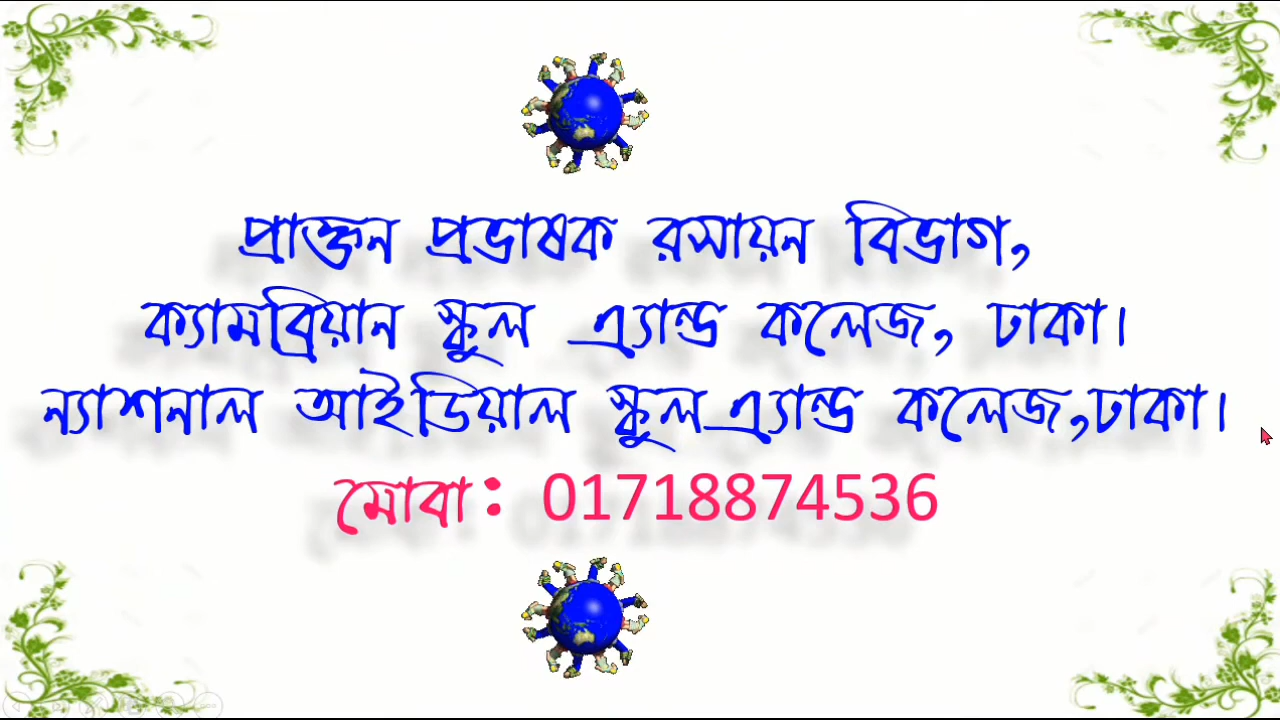 প্রাক্তন প্রভাষক রসায়ন বিভাগ,
ক্যামব্রিয়ান স্কুল এ্যান্ড কলেজ, ঢাকা।
ন্যাশনাল আইডিয়াল স্কুল এ্যান্ড কলেজ,ঢাকা।
মোবা: 01718874536